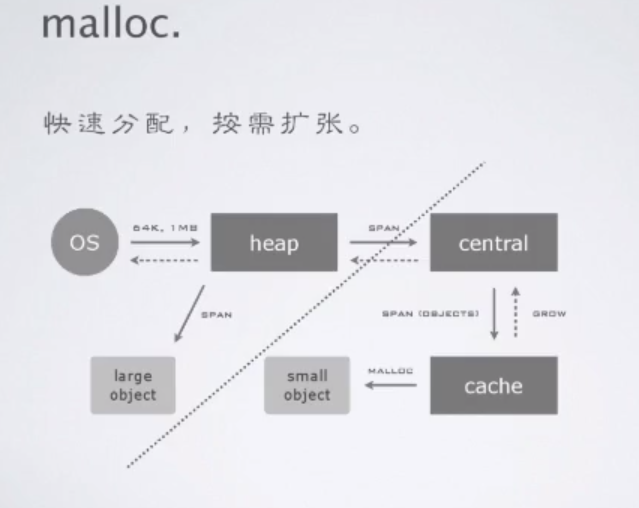 malloc.
快速分配，按需扩张。
OS
64K, 1MB
heap
SPAN
central
SPAN
SPAN (OBJECTS)
GROW
large
object
small
object
MALLOC
cache